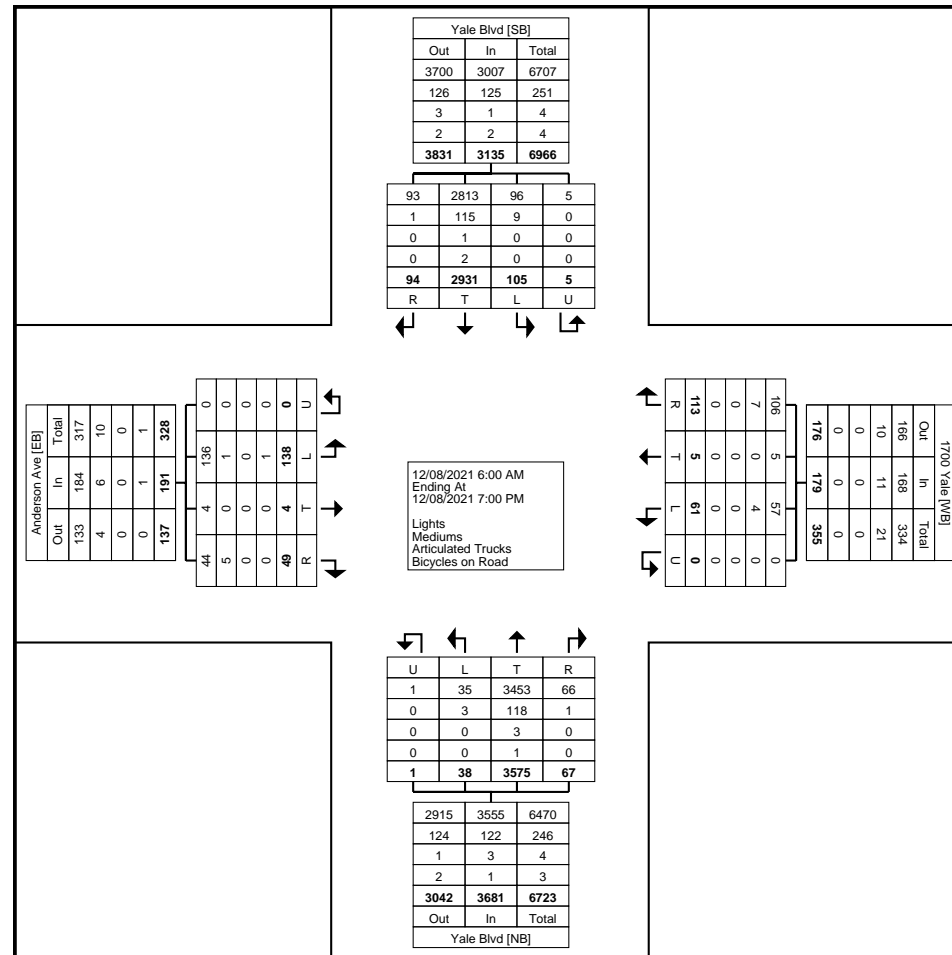 Yale Blvd [SB]
Out In Total
3700 3007 6707
126 125 251
3 1 4
2 2 4
3831 3135 6966
93 2813 96 5
1 115 9 0
0 1 0 0
0 2 0 0
94 2931 105 5
R T L U
Anderson Ave [EB]
Total 317 10 0 1 328
In 184 6 0 1 191
Out 133 4 0 0 137
0 0 0 0 0 U
136 1 0 1 138 L
4 0 0 0 4 T
44 5 0 0 49 R
12/08/2021 6:00 AM
Ending At
12/08/2021 7:00 PM
Lights
Mediums
Articulated Trucks
Bicycles on Road
R 113 0 0 7 106
T 5 0 0 0 5
L 61 0 0 4 57
U 0 0 0 0 0
176 0 0 10 166 Out
179 0 0 11 168 In
355 0 0 21 334 Total
1700 Yale [WB]
U L T R
1 35 3453 66
0 3 118 1
0 0 3 0
0 0 1 0
1 38 3575 67
2915 3555 6470
124 122 246
1 3 4
2 1 3
3042 3681 6723
Out In Total
Yale Blvd [NB]